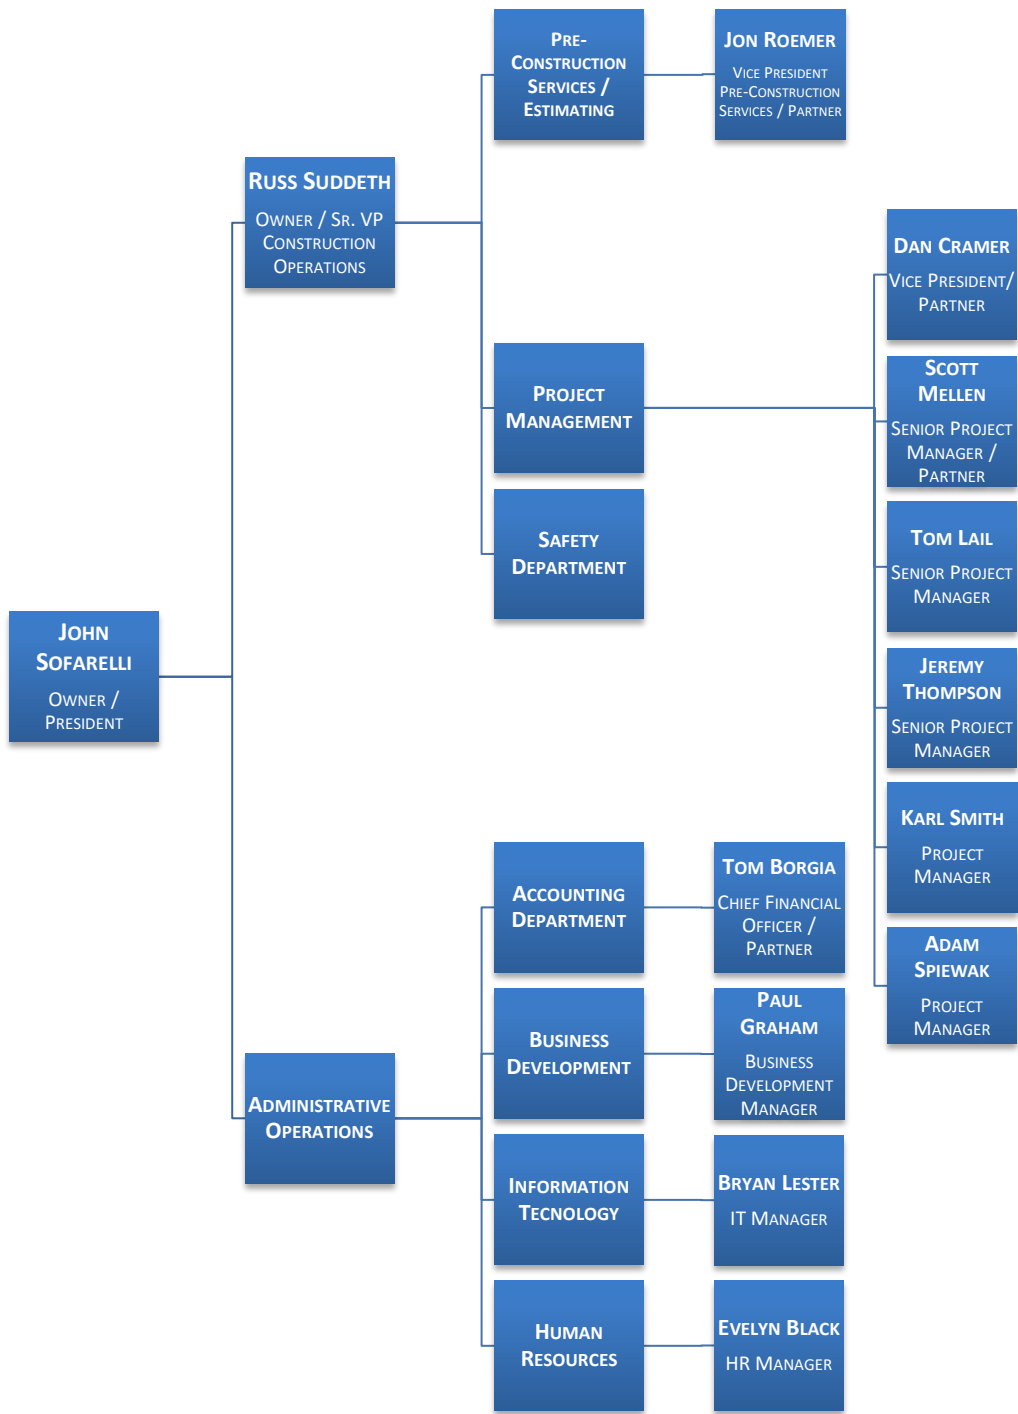 John
Sofarelli
Owner /
President
Russ Suddeth
Owner / Sr. VP
Construction
Operations
Pre-
Construction
Services /
Estimating
Jon Roemer
Vice President
Pre-Construction
Services / Partner
Project
Management
Dan Cramer
Vice President/
Partner
Scott
Mellen
Senior Project
Manager /
Partner
Tom Lail
Senior Project
Manager
Jeremy
Thompson
Senior Project
Manager
Karl Smith
Project
Manager
Adam
Spiewak
Project
Manager
Safety
Department
Administrative
Operations
Accounting
Department
Tom Borgia
Chief Financial
Officer /
Partner
Business
Development
Paul
Graham
Business
Development
Manager
Information
Tecnology
Bryan Lester
IT Manager
Human
Resources
Evelyn Black
HR Manager